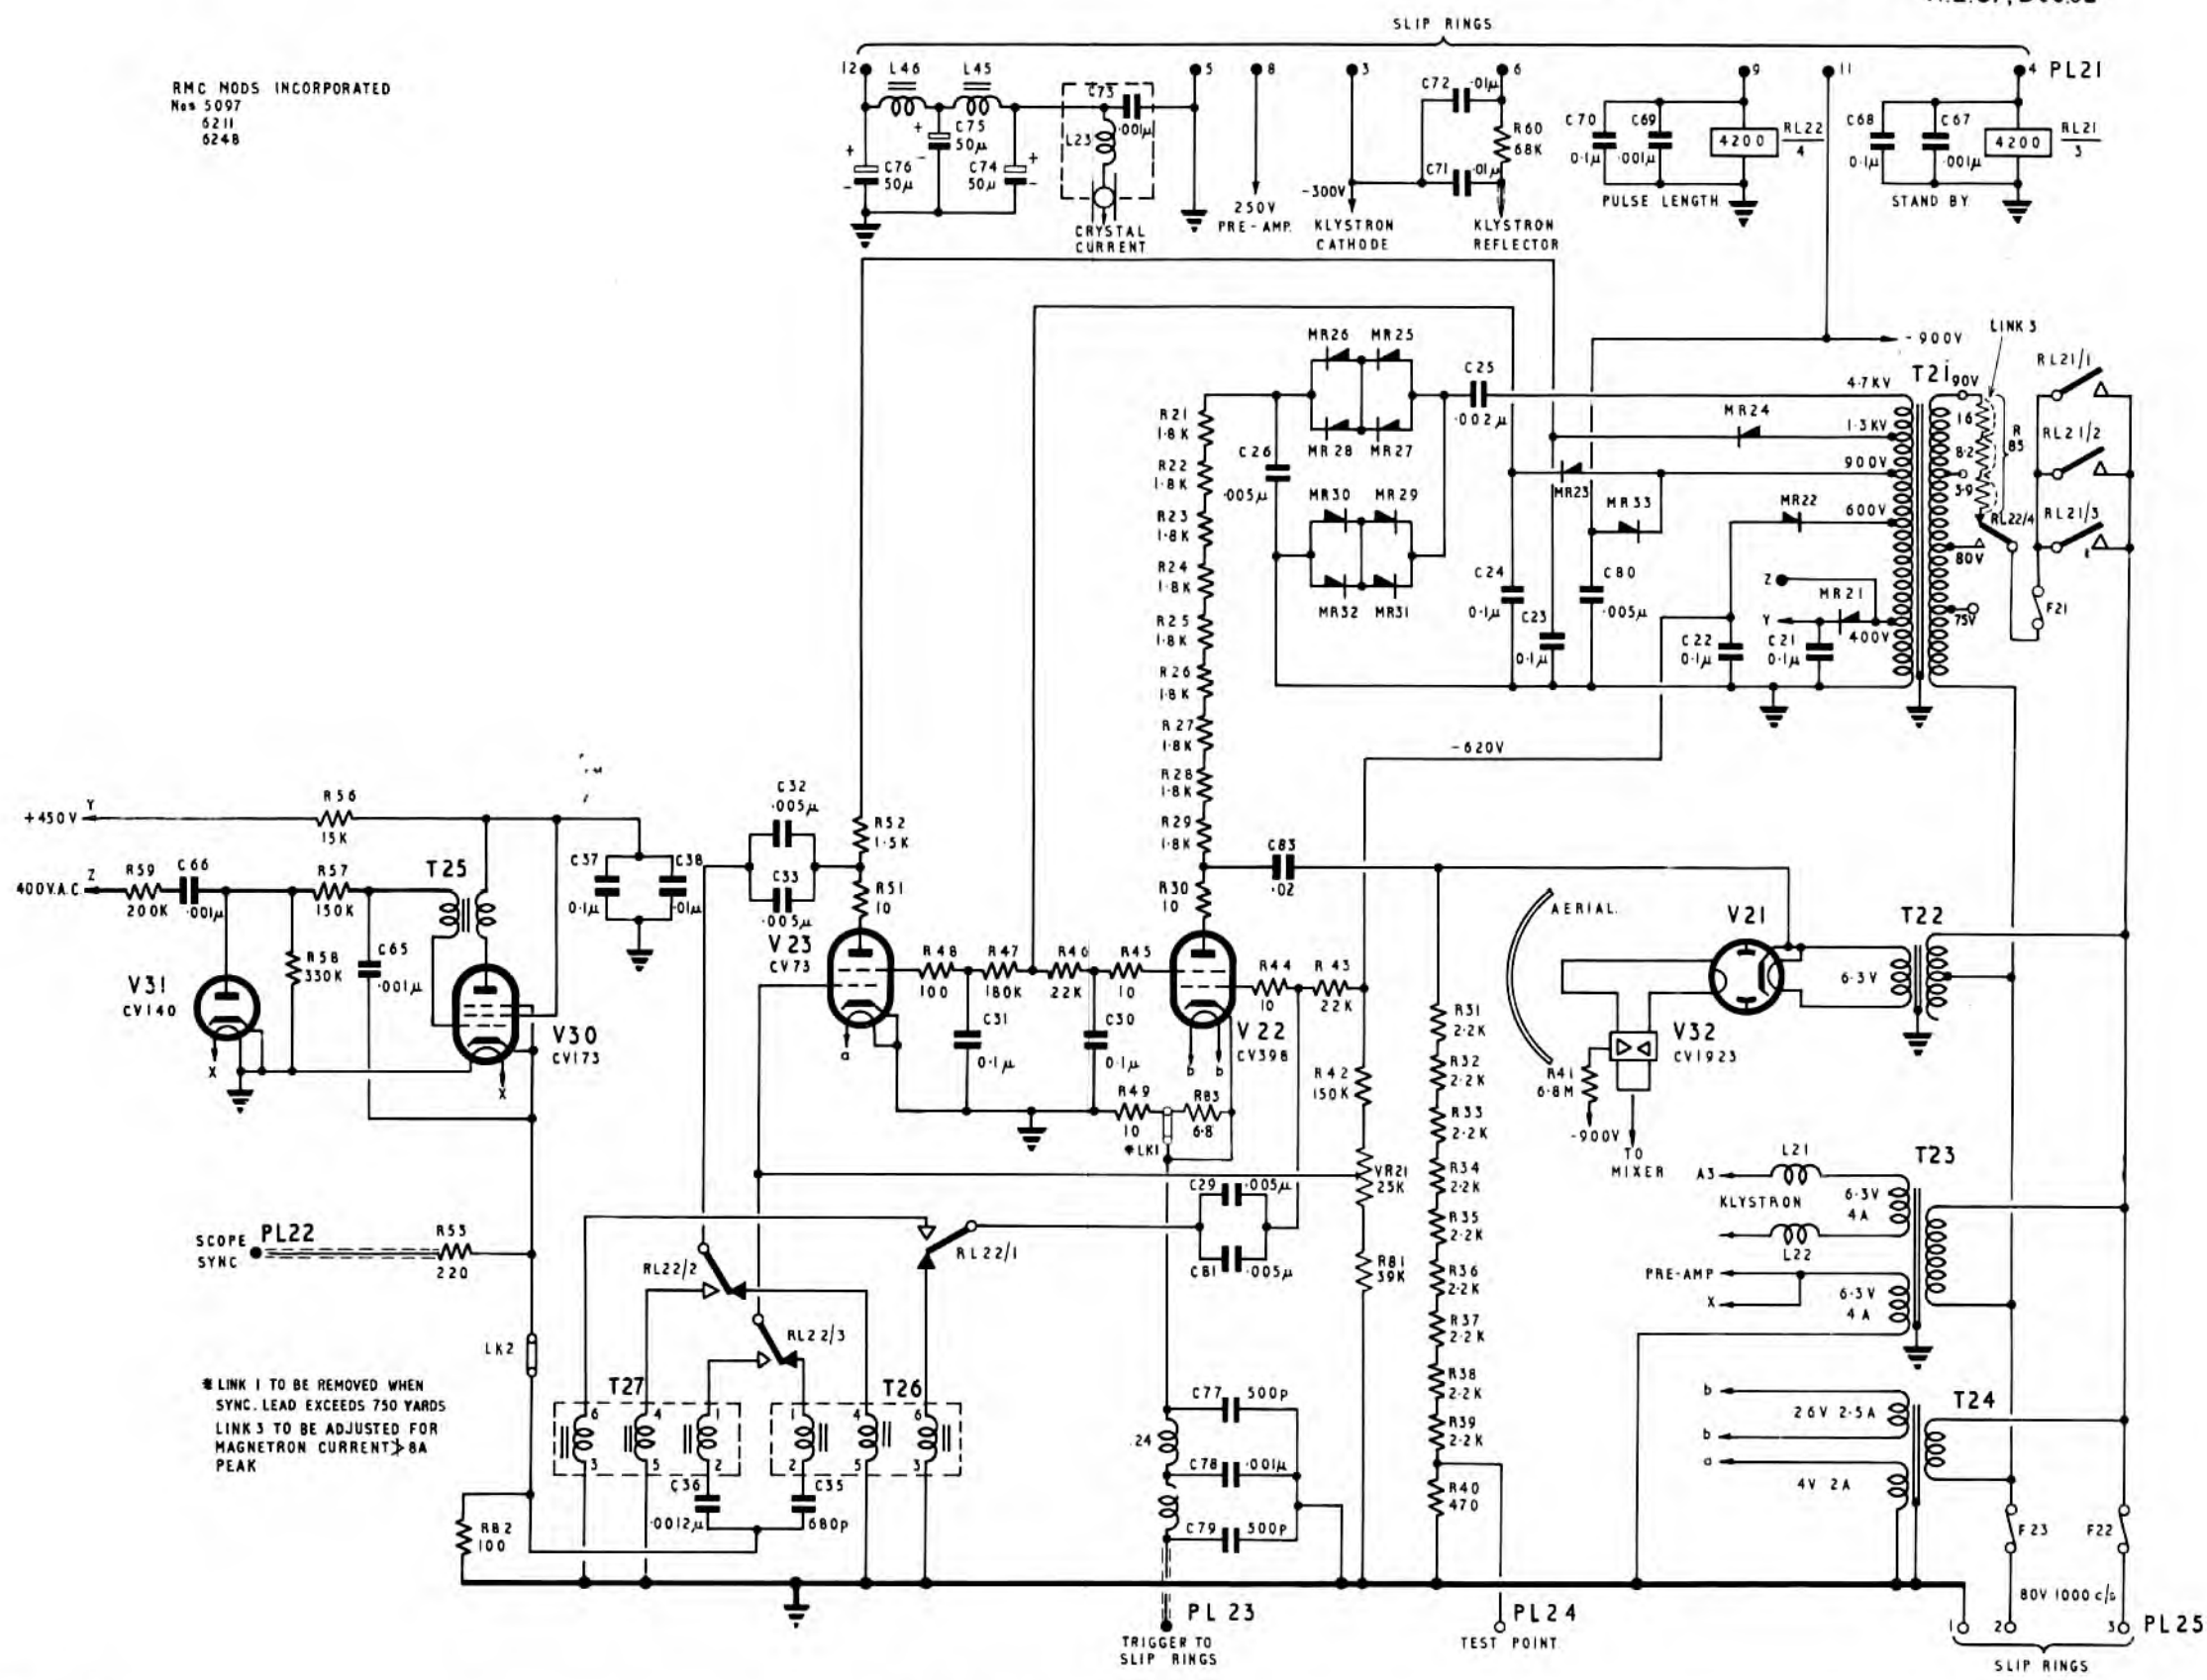 SLIP RINGS
RMC MODS INCORPORATED
Nos 5097
6211
6248
12
L46
L45
C73
.001μ
L23
+
C75
50μ
-
+
C76
50μ
-
C74
50μ
+
-
CRYSTAL
CURRENT
5
8
250V
PRE-AMP.
3
-300V
KLYSTRON
CATHODE
C72
.01μ
6
R60
68K
C71
.01μ
KLYSTRON
REFLECTOR
9
C70
0.1μ
C69
.001μ
4200
RL22
4
PULSE LENGTH
11
C68
0.1μ
C67
.001μ
4200
RL21
3
STAND BY
4 PL21
-900V
LINK 3
T21
90V
4.7KV
1.3KV
900V
600V
400V
16
8.2
3.9
R
85
80V
75V
RL22/4
RL21/1
RL21/2
RL21/3
F21
MR26 MR25
MR28 MR27
MR30 MR29
MR32 MR31
C25
.002μ
C26
.005μ
MR24
MR23
MR33
MR22
Z
MR21
Y
C24
0.1μ
C23
0.1μ
C80
.005μ
C22
0.1μ
C21
0.1μ
R21
1.8K
R22
1.8K
R23
1.8K
R24
1.8K
R25
1.8K
R26
1.8K
R27
1.8K
R28
1.8K
R29
1.8K
R30
10
-620V
C83
.02
+450V
Y
R56
15K
400V.A.C.
Z
R59
200K
C66
.001μ
R57
150K
T25
R58
330K
C65
.001μ
V31
CV140
X
V30
CV173
X
C37
0.1μ
C38
.01μ
C32
.005μ
C33
.005μ
R52
1.5K
R51
10
V 23
CV73
a
R48
100
R47
180K
R46
22K
R45
10
C31
0.1μ
C30
0.1μ
V 22
CV398
b
b
R44
10
R 43
22K
R49
10
R83
6.8
*LK1
R42
150K
VR21
25K
R81
39K
C29
.005μ
C81
.005μ
R31
2.2K
R32
2.2K
R33
2.2K
R34
2.2K
R35
2.2K
R36
2.2K
R37
2.2K
R38
2.2K
R39
2.2K
R40
470
AERIAL.
V21
V32
CV1923
R41
6.8M
-900V
TO
MIXER
T22
6.3V
T23
A3
L21
KLYSTRON
L22
6.3V
4A
PRE-AMP
X
6.3V
4 A
T24
b
b
26V 2.5A
a
4V 2A
SCOPE
SYNC
PL22
R53
220
LK2
RL22/2
RL22/3
RL22/1
T27
T26
6
4
1
1
4
6
3
5
2
2
5
3
C36
.0012μ
C35
680p
R82
100
* LINK 1 TO BE REMOVED WHEN
SYNC. LEAD EXCEEDS 750 YARDS
LINK 3 TO BE ADJUSTED FOR
MAGNETRON CURRENT ≯ 8A
PEAK
24
C77
500p
C78
.001μ
C79
500p
PL 23
TRIGGER TO
SLIP RINGS
PL24
TEST POINT
F 23
F22
80V 1000 c/s
1
2
3
PL25
SLIP RINGS